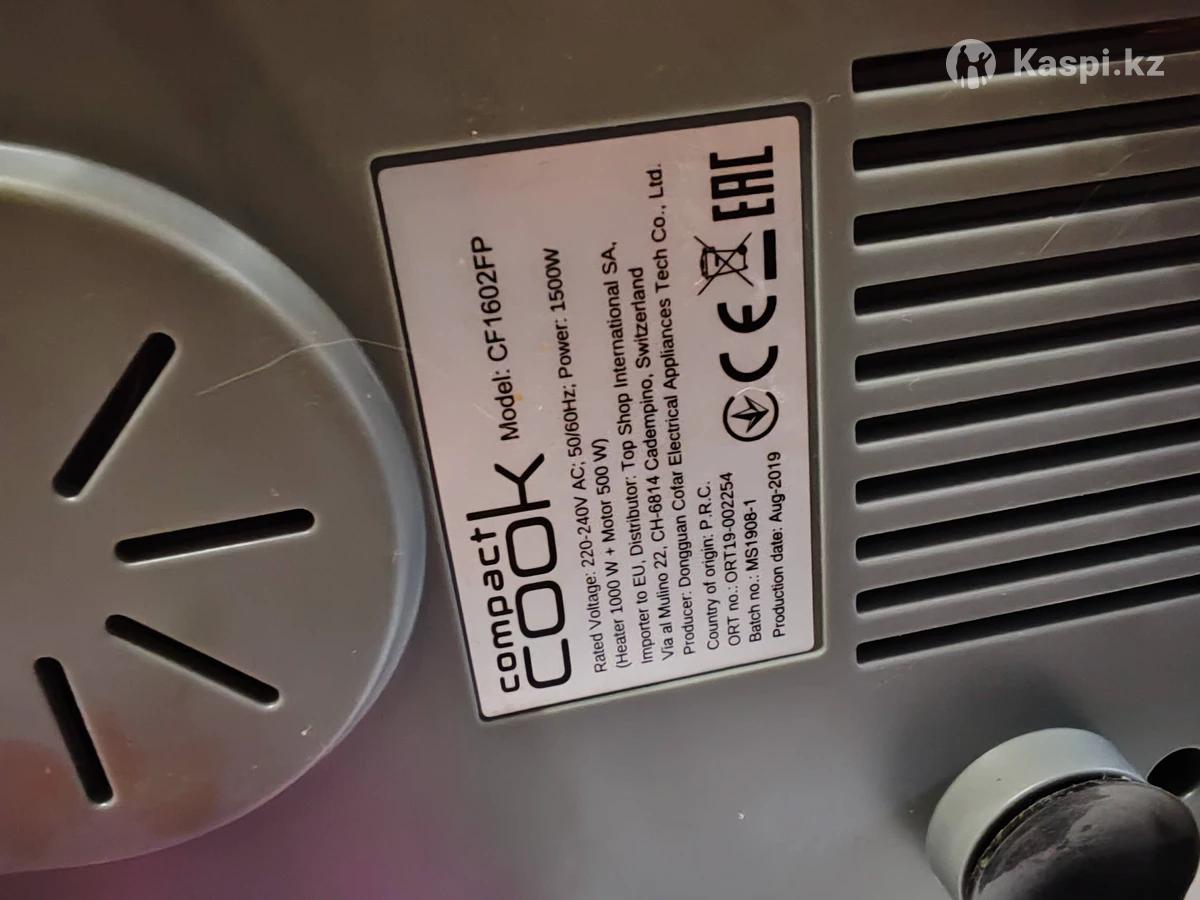 Kaspi.kz
compact
cook Model: CF1602FP
Rated Voltage: 220-240V AC; 50/60Hz; Power: 1500W
(Heater 1000 W + Motor 500 W)
Importer to EU, Distributor: Top Shop International SA,
Via al Mulino 22, CH-6814 Cadempino, Switzerland
Producer: Dongguan Cofar Electrical Appliances Tech Co., Ltd.
Country of origin: P.R.C.
ORT no.: ORT19-002254
Batch no.: MS1908-1
Production date: Aug-2019
CE EAC